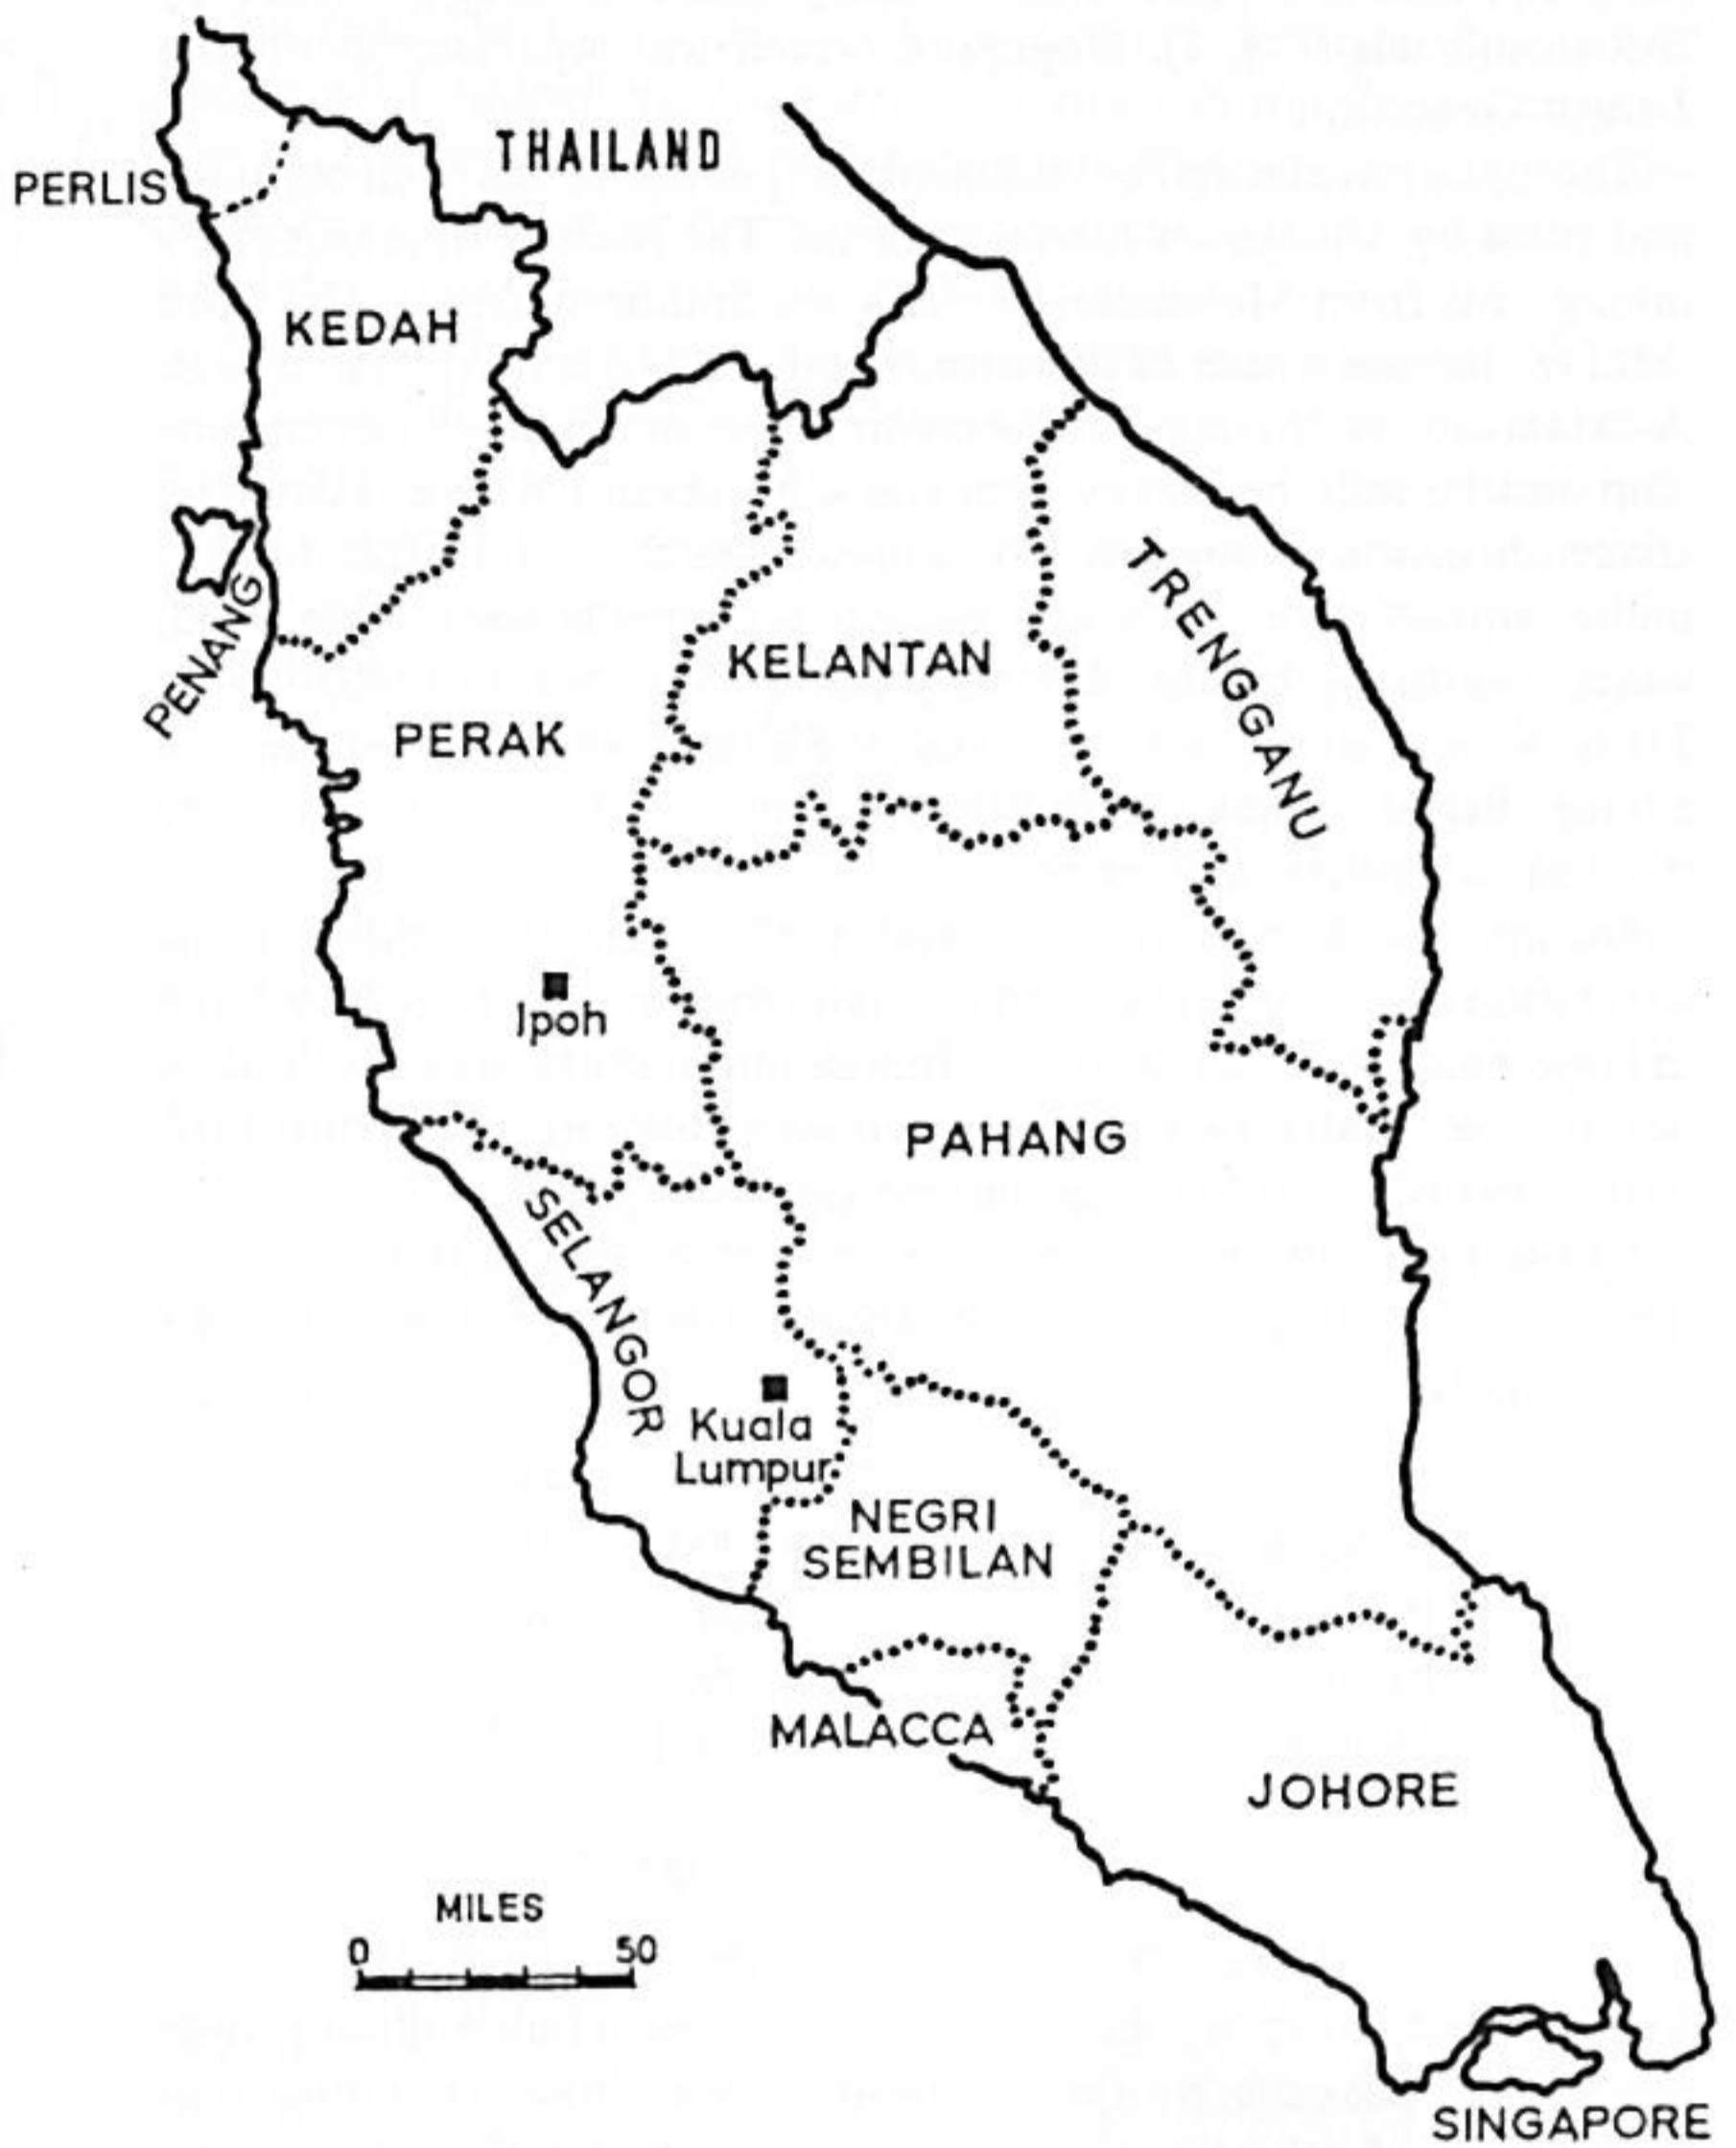 THAILAND
PERLIS
KEDAH
PENANG
KELANTAN
TRENGGANU
PERAK
Ipoh
PAHANG
SELANGOR
Kuala
Lumpur
NEGRI
SEMBILAN
MALACCA
JOHORE
MILES
0 50
SINGAPORE